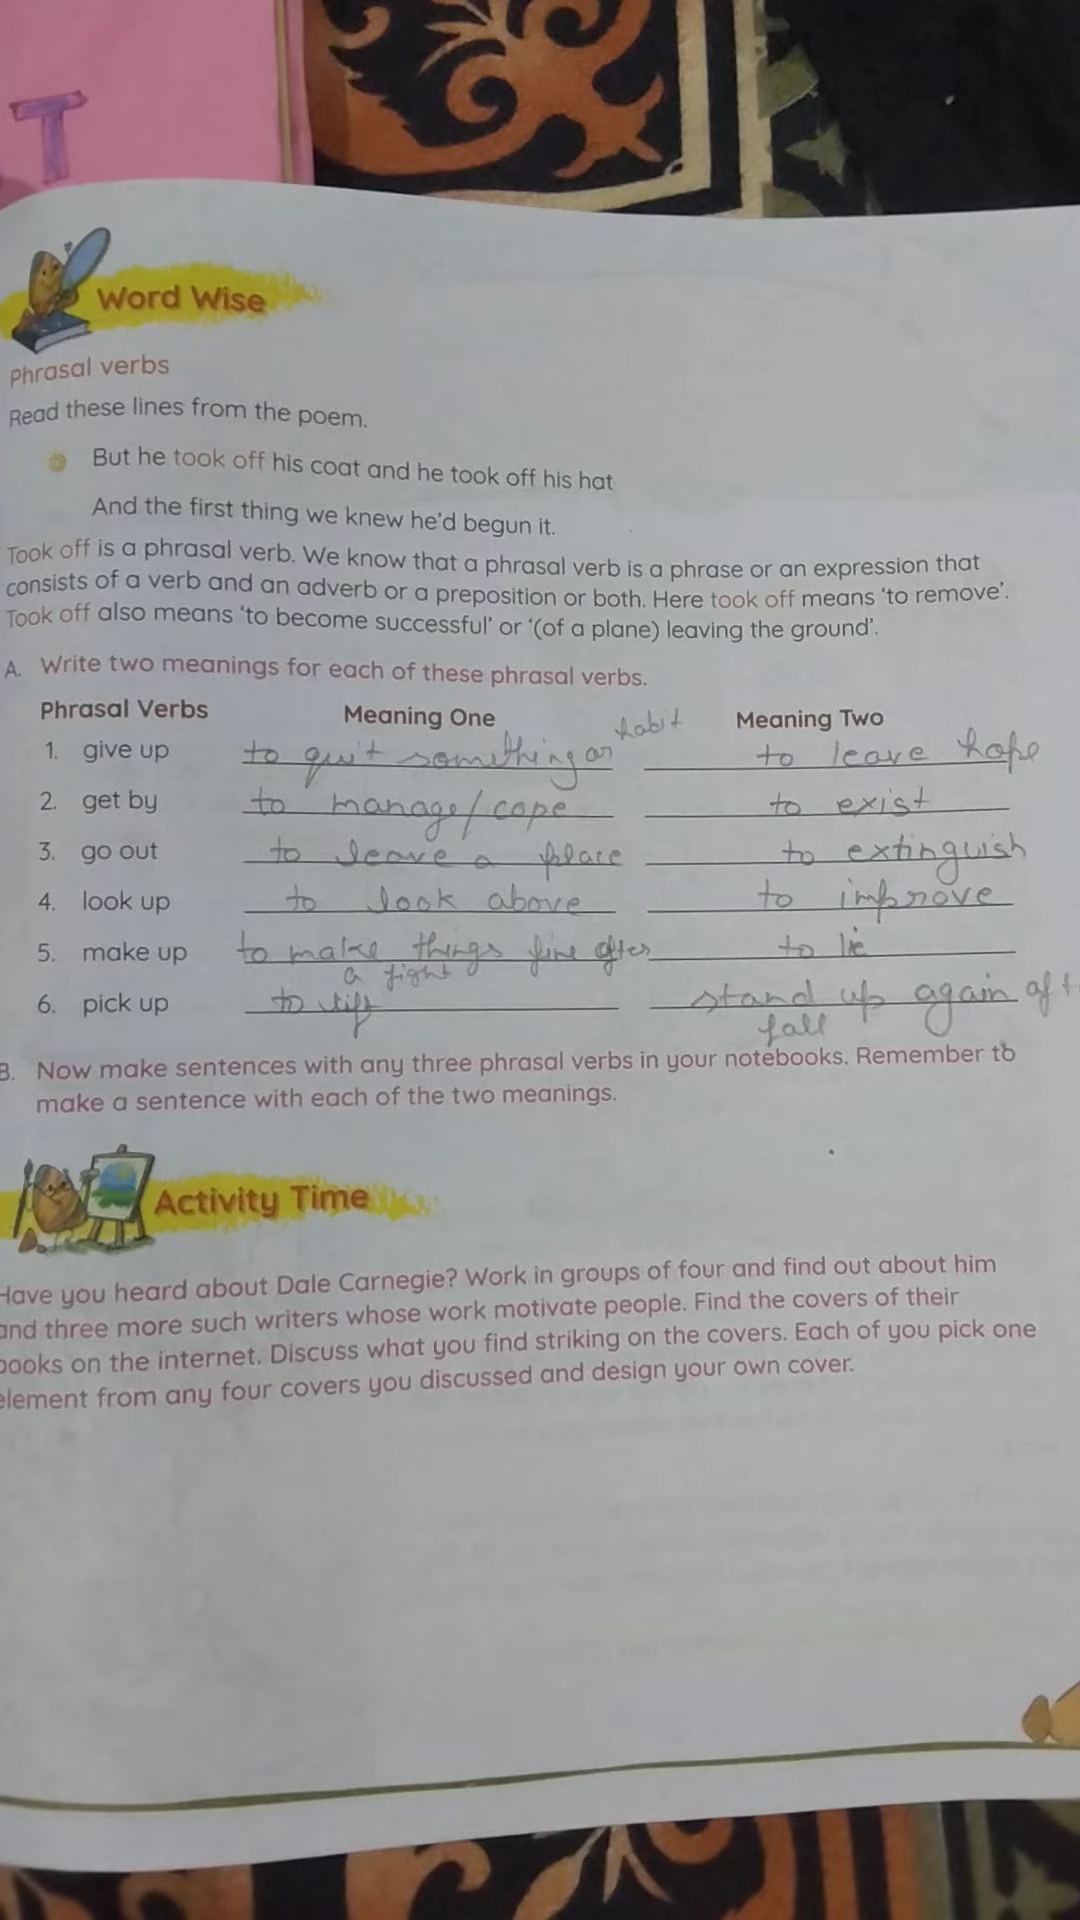 T
Word Wise
Phrasal verbs
Read these lines from the poem.
But he took off his coat and he took off his hat
And the first thing we knew he'd begun it.
Took off is a phrasal verb. We know that a phrasal verb is a phrase or an expression that
consists of a verb and an adverb or a preposition or both. Here took off means 'to remove'.
Took off also means 'to become successful' or '(of a plane) leaving the ground'.
A. Write two meanings for each of these phrasal verbs.
Phrasal Verbs Meaning One Meaning Two
1. give up to quit something or habit to leave hope
2. get by to manage/cope to exist
3. go out to leave a place to extinguish
4. look up to look above to improve
5. make up to make things fine after a fight to lie
6. pick up to stand up again aft fall
B. Now make sentences with any three phrasal verbs in your notebooks. Remember to
make a sentence with each of the two meanings.
Activity Time
Have you heard about Dale Carnegie? Work in groups of four and find out about him
and three more such writers whose work motivate people. Find the covers of their
books on the internet. Discuss what you find striking on the covers. Each of you pick one
element from any four covers you discussed and design your own cover.